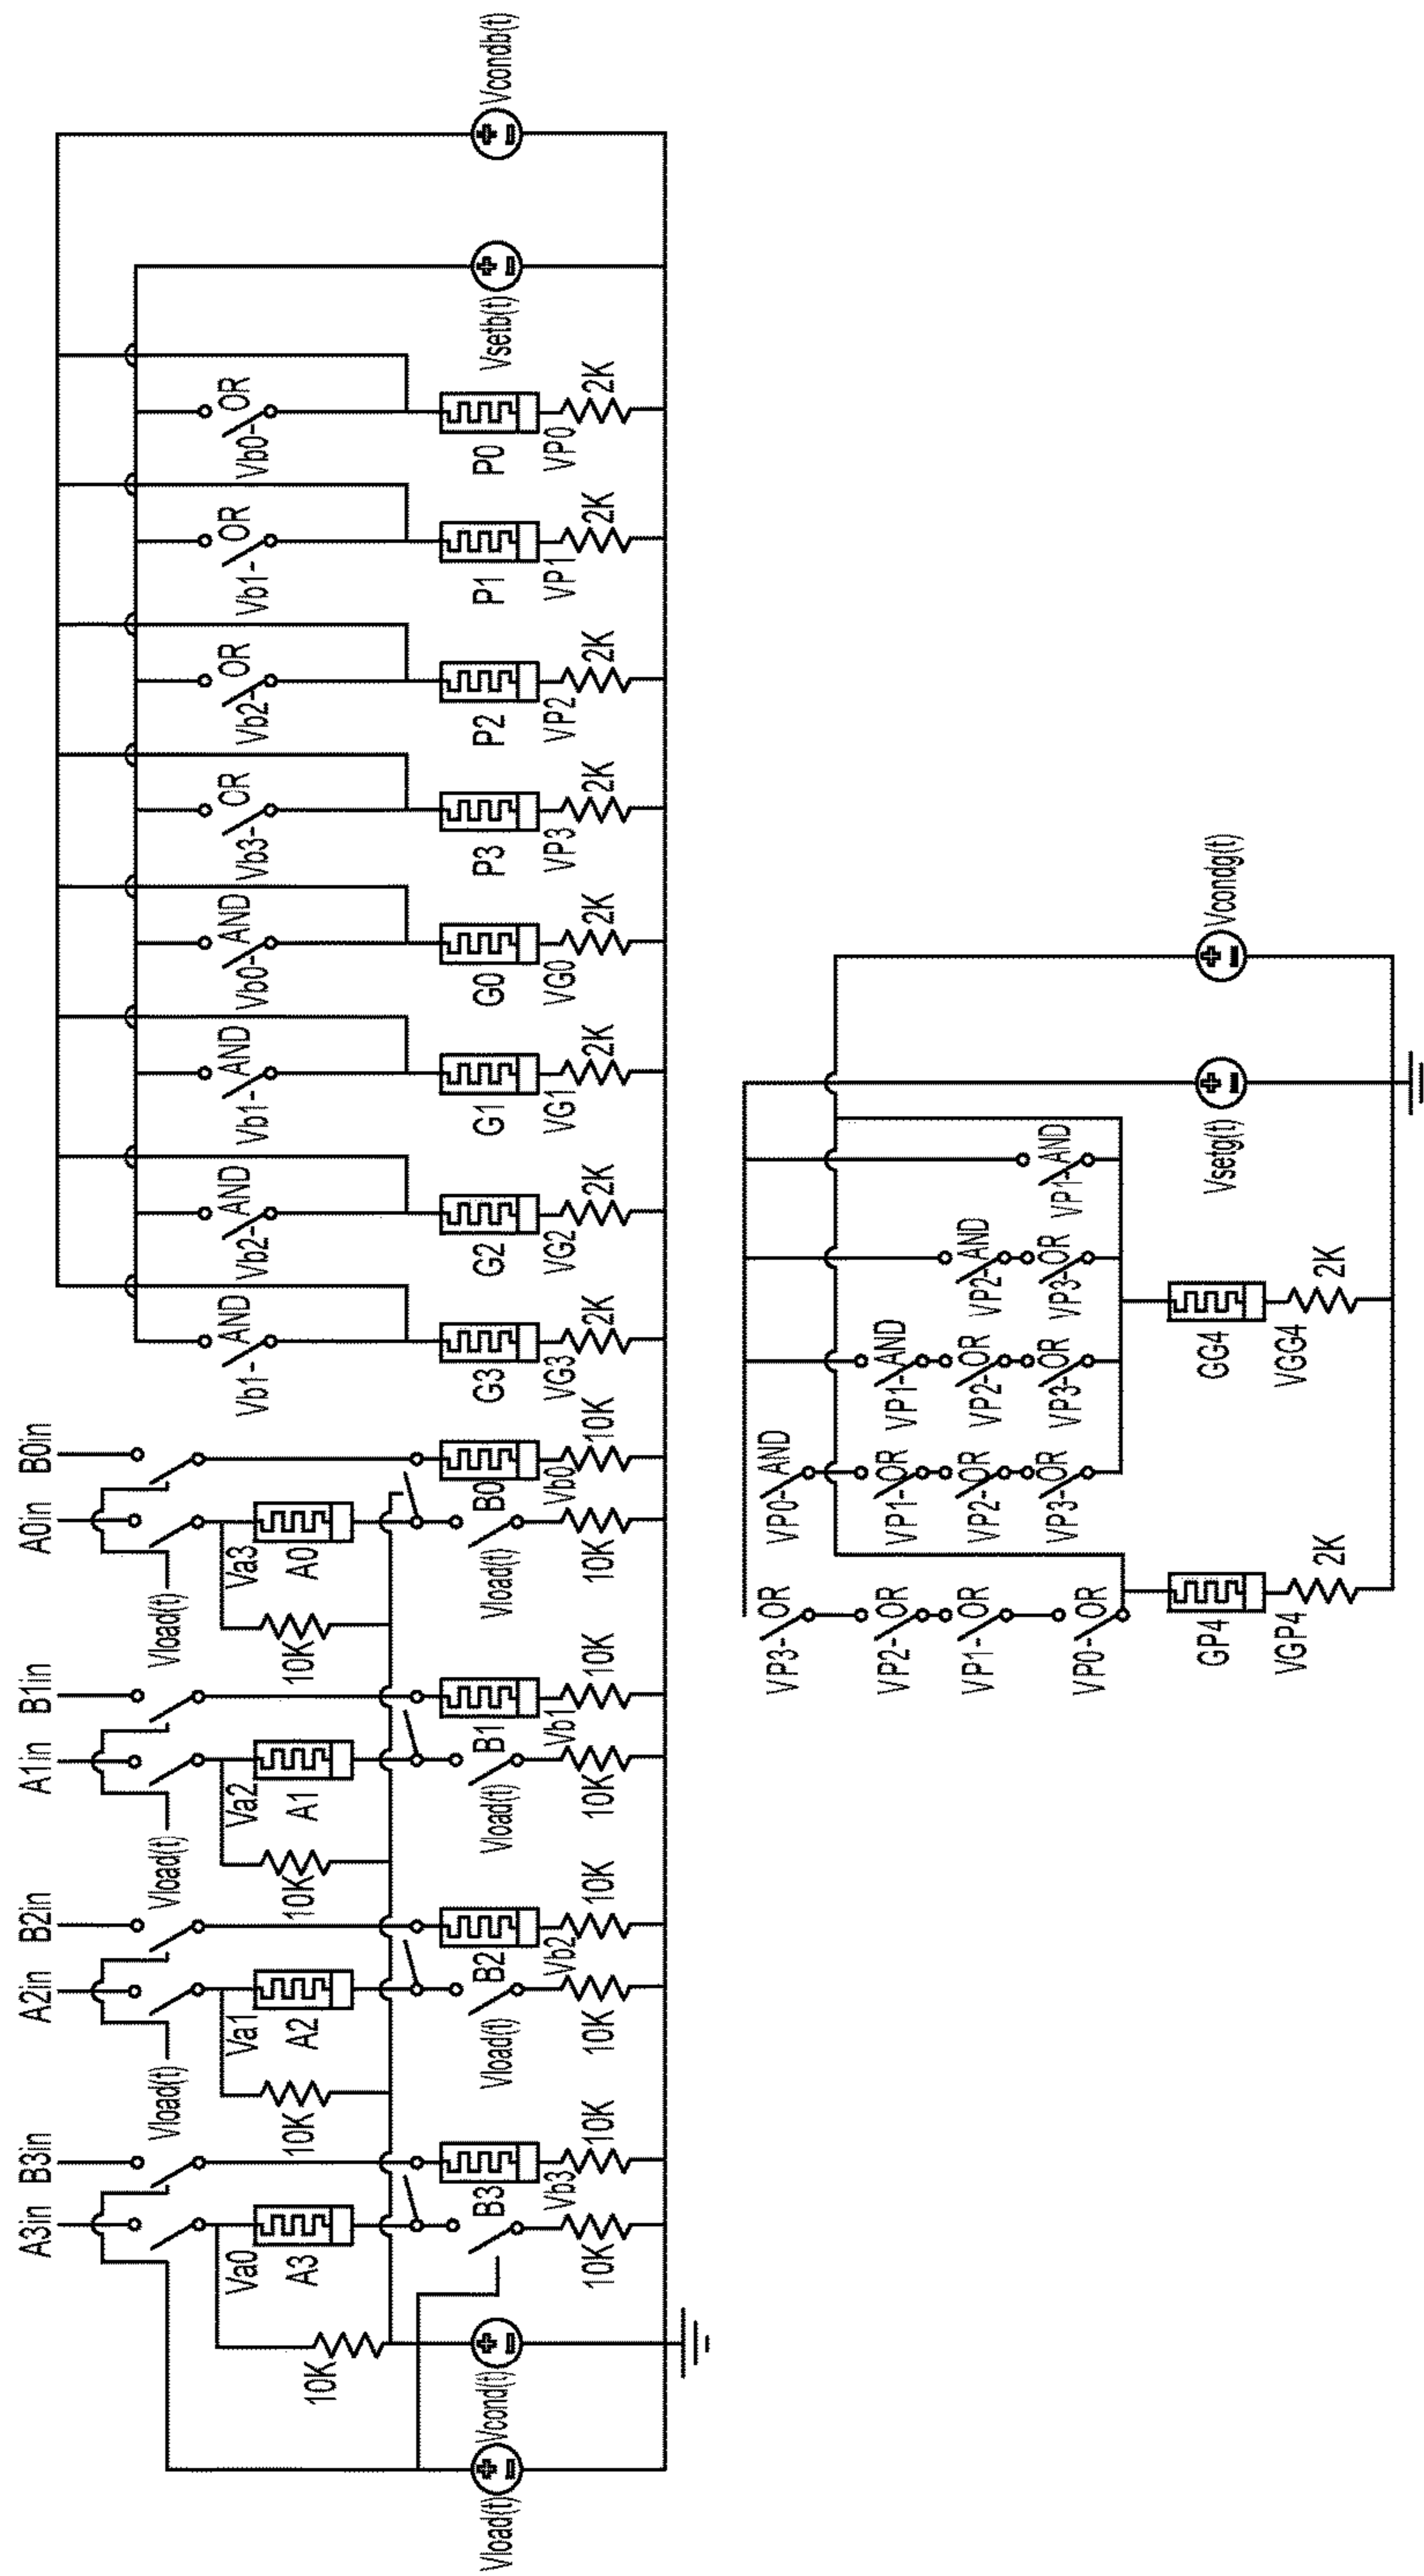 A3in B3in A2in B2in A1in B1in A0in B0in
Vload(t) Vload(t) Vload(t)
Vb1- AND Vb2- AND Vb1- AND Vb0- AND Vb3- OR Vb2- OR Vb1- OR Vb0- OR
Va0 Va1 Va2 Va3
10K A3 10K A2 10K A1 10K A0
Vload(t) Vcond(t) B3 Vload(t) B2 Vload(t) B1 Vload(t) B0 G3 G2 G1 G0 P3 P2 P1 P0 Vsetb(t) Vcondb(t)
Vb3 Vb2 Vb1 Vb0 VG3 VG2 VG1 VG0 VP3 VP2 VP1 VP0
10K 10K 10K 10K 10K 10K 10K 10K 2K 2K 2K 2K 2K 2K 2K 2K
VP3- OR VP0- AND
VP2- OR VP1- OR VP1- AND
VP1- OR VP2- OR VP2- OR VP2- AND
VP0- OR VP3- OR VP3- OR VP3- OR VP1- AND
GP4 GG4 Vsetg(t) Vcondg(t)
VGP4 2K VGG4 2K